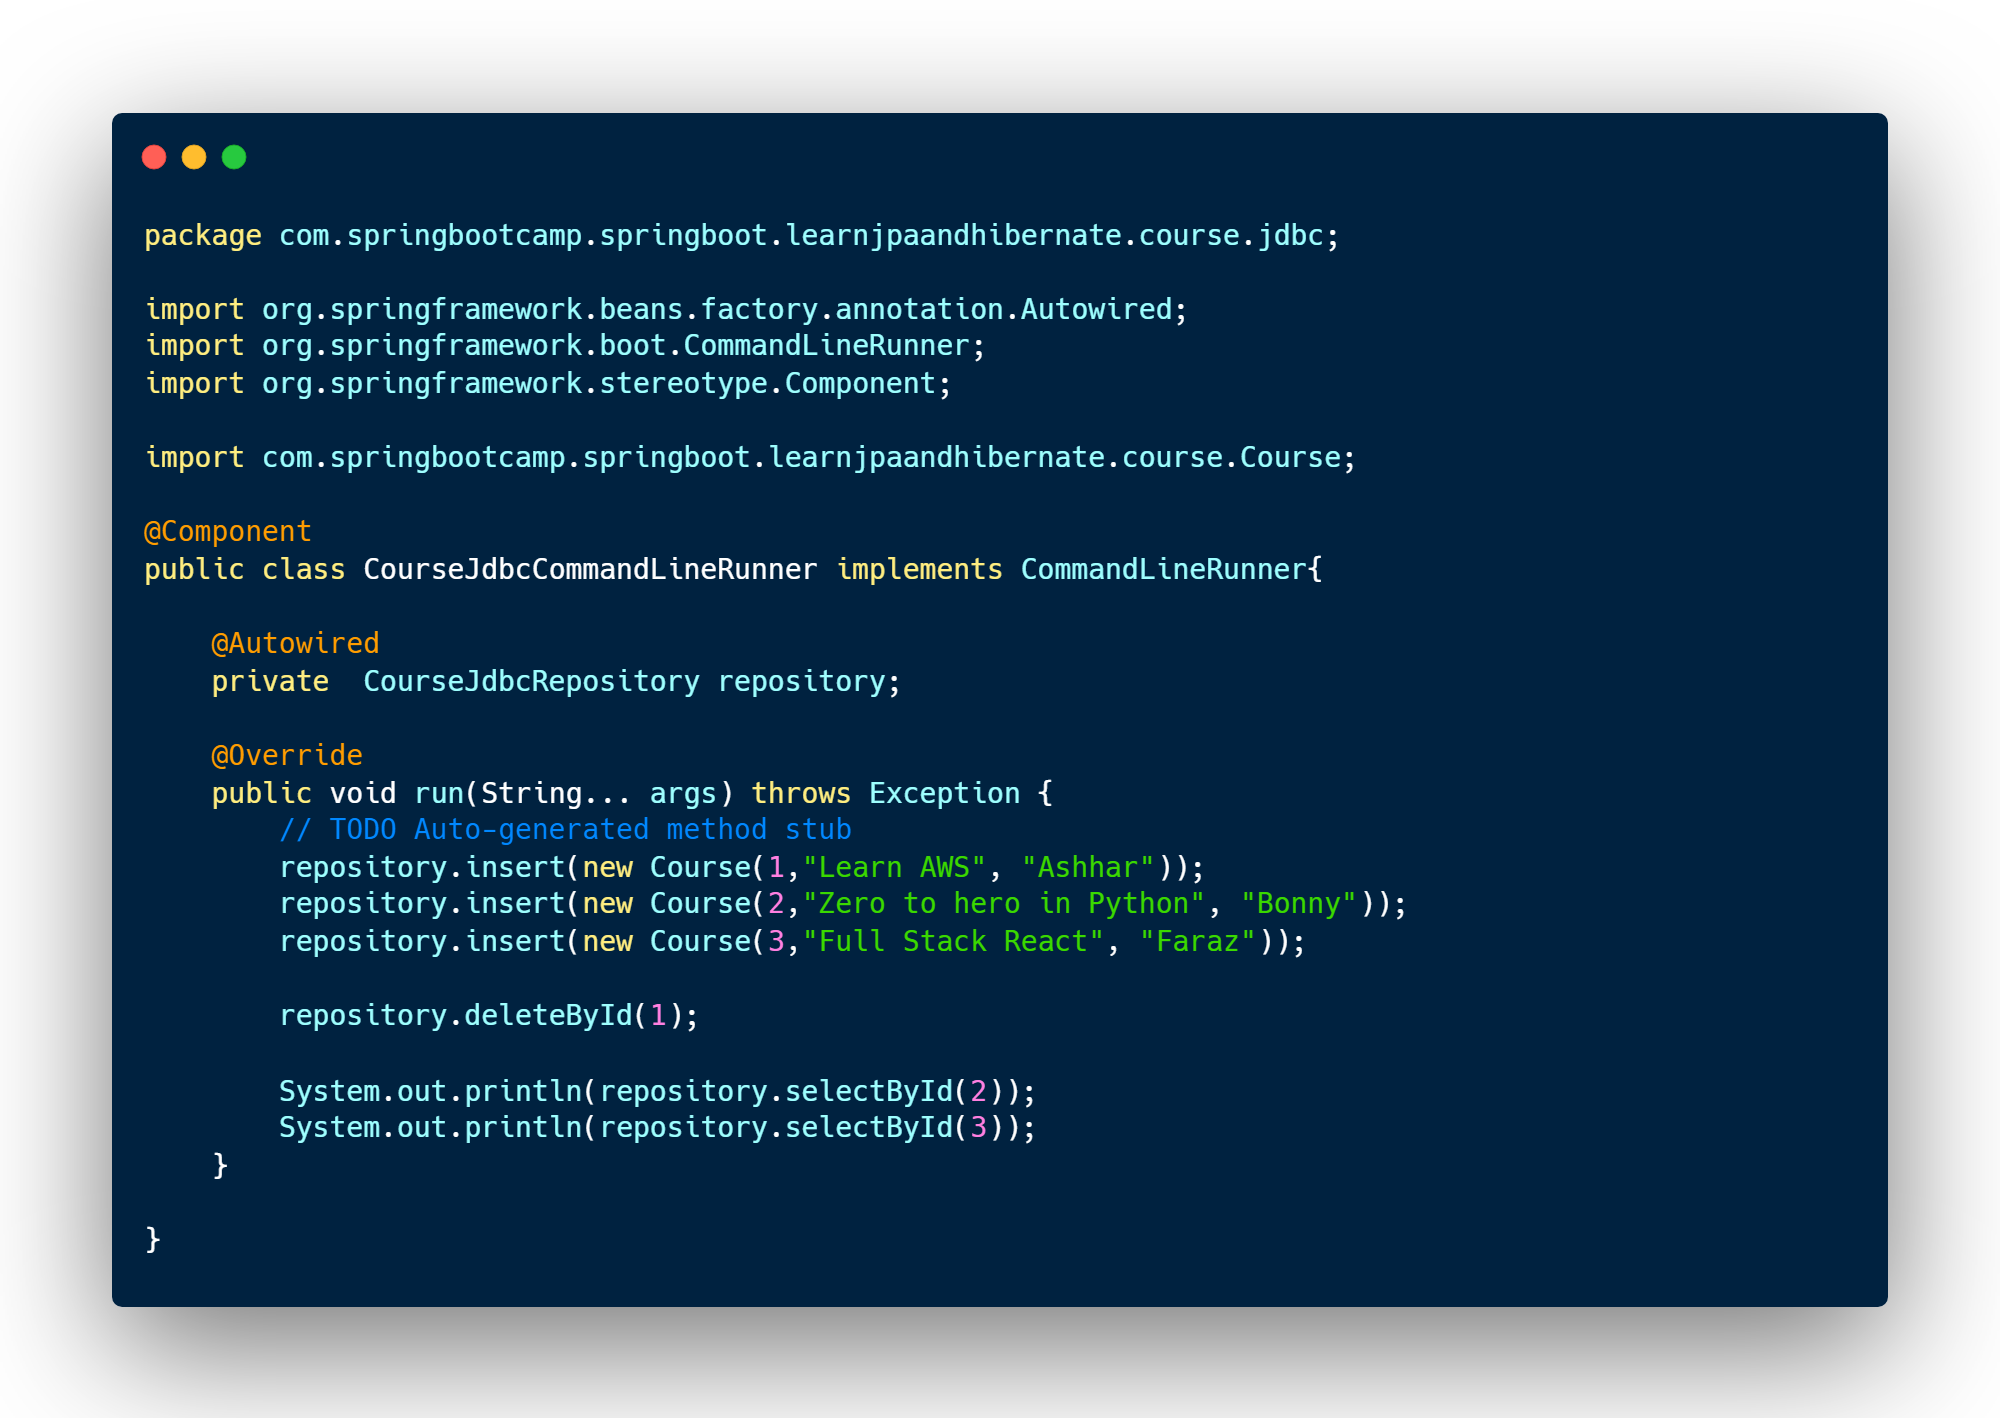 package com.springbootcamp.springboot.learnjpaandhibernate.course.jdbc;

import org.springframework.beans.factory.annotation.Autowired;
import org.springframework.boot.CommandLineRunner;
import org.springframework.stereotype.Component;

import com.springbootcamp.springboot.learnjpaandhibernate.course.Course;

@Component
public class CourseJdbcCommandLineRunner implements CommandLineRunner{

    @Autowired
    private  CourseJdbcRepository repository;

    @Override
    public void run(String... args) throws Exception {
        // TODO Auto-generated method stub
        repository.insert(new Course(1,"Learn AWS", "Ashhar"));
        repository.insert(new Course(2,"Zero to hero in Python", "Bonny"));
        repository.insert(new Course(3,"Full Stack React", "Faraz"));

        repository.deleteById(1);

        System.out.println(repository.selectById(2));
        System.out.println(repository.selectById(3));
    }

}